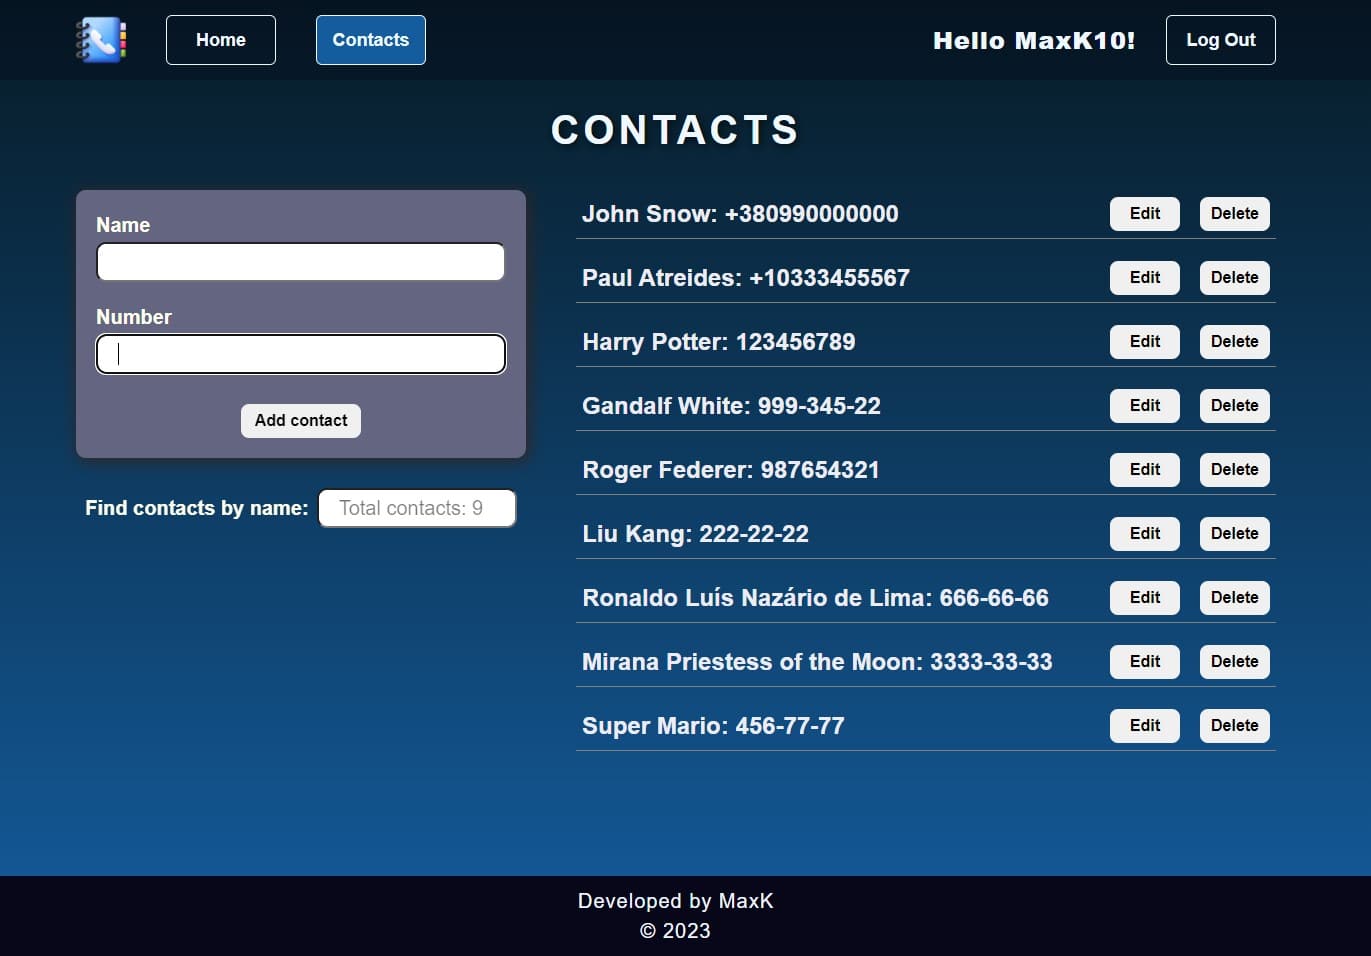 Home
Contacts
Hello MaxK10!
Log Out
CONTACTS
Name
Number
Add contact
Find contacts by name: Total contacts: 9
John Snow: +380990000000 Edit Delete
Paul Atreides: +10333455567 Edit Delete
Harry Potter: 123456789 Edit Delete
Gandalf White: 999-345-22 Edit Delete
Roger Federer: 987654321 Edit Delete
Liu Kang: 222-22-22 Edit Delete
Ronaldo Luís Nazário de Lima: 666-66-66 Edit Delete
Mirana Priestess of the Moon: 3333-33-33 Edit Delete
Super Mario: 456-77-77 Edit Delete
Developed by MaxK
© 2023